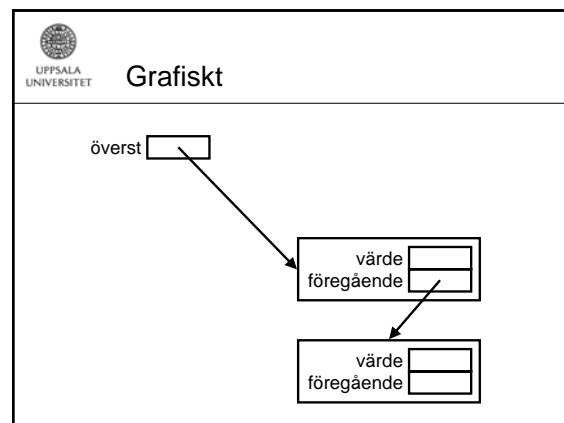 UPPSALA
UNIVERSITET
Grafiskt
överst
värde
föregående
värde
föregående